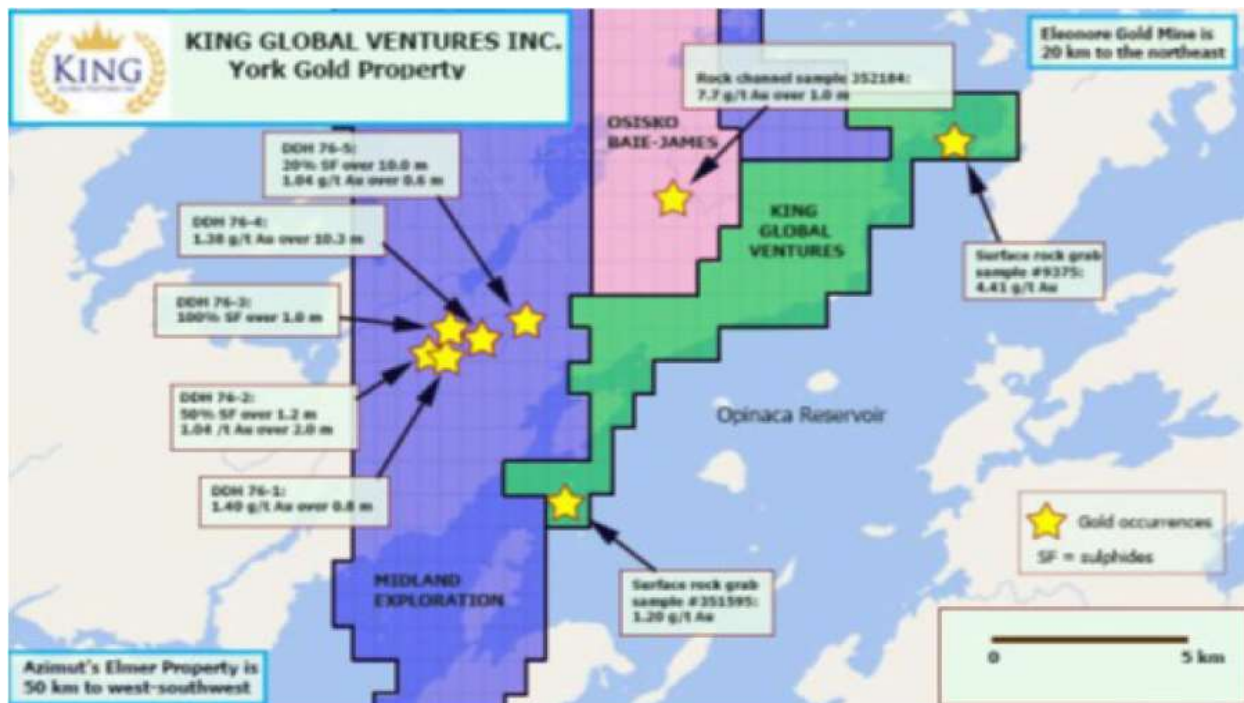 KING
KING GLOBAL VENTURES INC.
York Gold Property
Eleonore Gold Mine is
20 km to the northeast
Rock channel sample 352184:
7.7 g/t Au over 1.0 m
OSISKO
BAIE-JAMES
DDH 76-5:
20% SF over 10.0 m
1.04 g/t Au over 0.6 m
DDH 76-4:
1.38 g/t Au over 10.3 m
KING
GLOBAL
VENTURES
Surface rock grab
sample #9375:
4.41 g/t Au
DDH 76-3:
100% SF over 1.0 m
DDH 76-2:
50% SF over 1.2 m
1.04 /t Au over 2.0 m
Opinaca Reservoir
DDH 76-1:
1.40 g/t Au over 0.8 m
Gold occurrences
SF = sulphides
MIDLAND
EXPLORATION
Surface rock grab
sample #351595:
1.20 g/t Au
0 5 km
Azimut's Elmer Property is
50 km to west-southwest